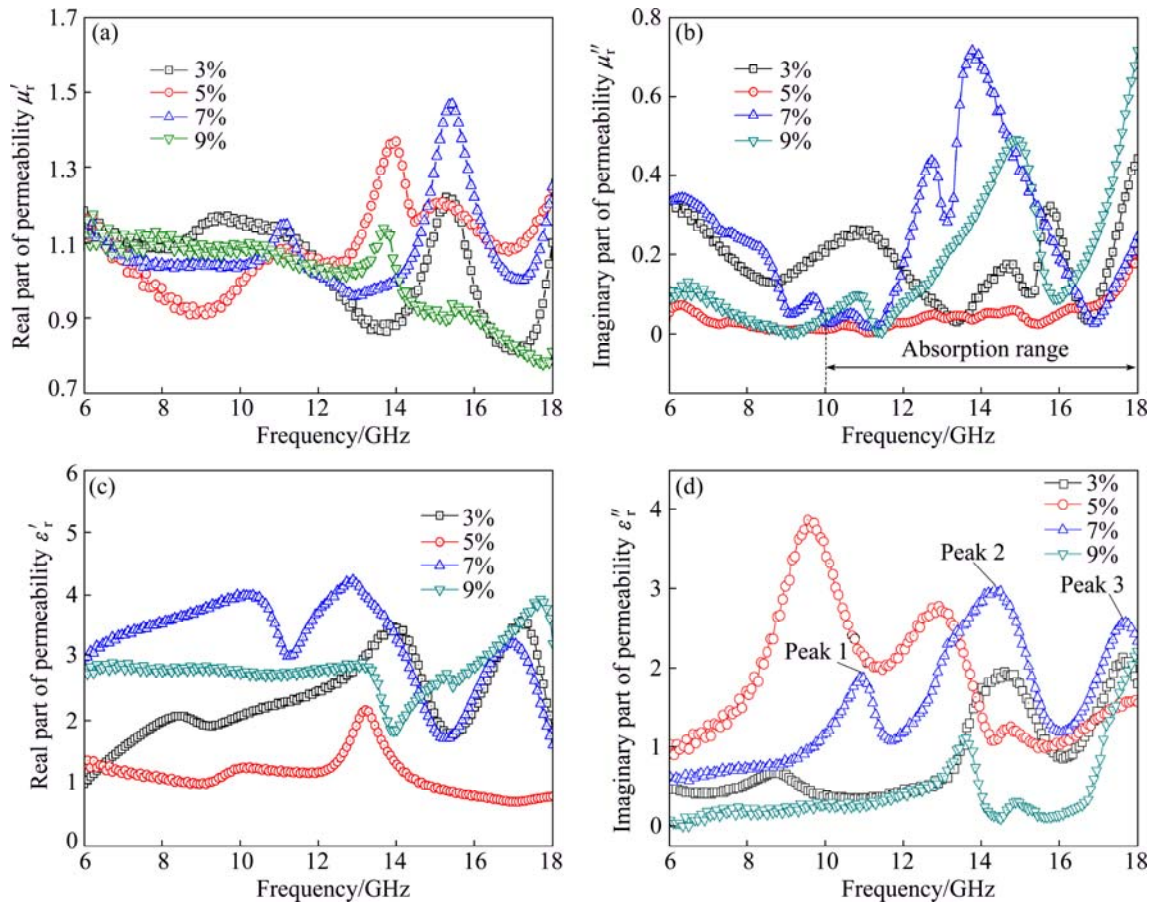 (a)
1.7
1.5
1.3
1.1
0.9
0.7
Real part of permeability μ′r
3%
5%
7%
9%
6 8 10 12 14 16 18
Frequency/GHz
(b)
0.8
0.6
0.4
0.2
0
Imaginary part of permeability μ″r
3%
5%
7%
9%
Absorption range
6 8 10 12 14 16 18
Frequency/GHz
(c)
6
5
4
3
2
1
0
Real part of permeability ε′r
3%
5%
7%
9%
6 8 10 12 14 16 18
Frequency/GHz
(d)
4
3
2
1
0
Imaginary part of permeability ε″r
3%
5%
7%
9%
Peak 1
Peak 2
Peak 3
6 8 10 12 14 16 18
Frequency/GHz